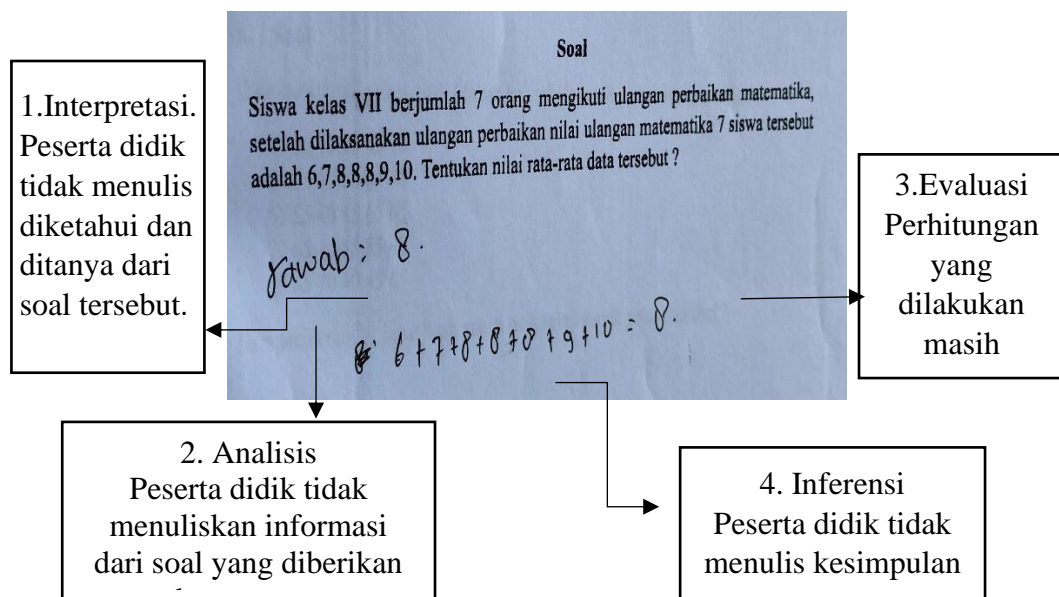 Soal
Siswa kelas VII berjumlah 7 orang mengikuti ulangan perbaikan matematika,
setelah dilaksanakan ulangan perbaikan nilai ulangan matematika 7 siswa tersebut
adalah 6,7,8,8,8,9,10. Tentukan nilai rata-rata data tersebut ?
Jawab : 8.
6+7+8+8+8+9+10 = 8.
1.Interpretasi.
Peserta didik
tidak menulis
diketahui dan
ditanya dari
soal tersebut.
2. Analisis
Peserta didik tidak
menuliskan informasi
dari soal yang diberikan
3.Evaluasi
Perhitungan
yang
dilakukan
masih
4. Inferensi
Peserta didik tidak
menulis kesimpulan